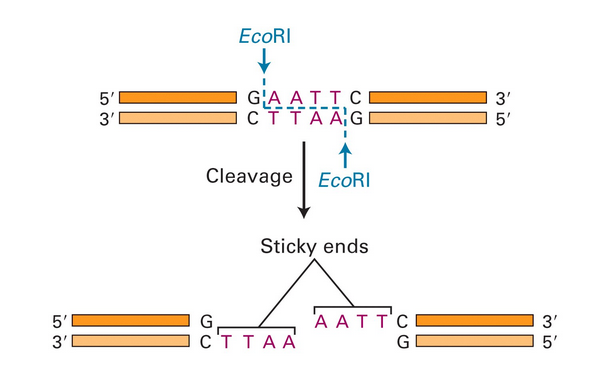 EcoRI
5′ G A A T T C 3′
3′ C T T A A G 5′
Cleavage EcoRI
Sticky ends
5′ G A A T T C 3′
3′ C T T A A G 5′